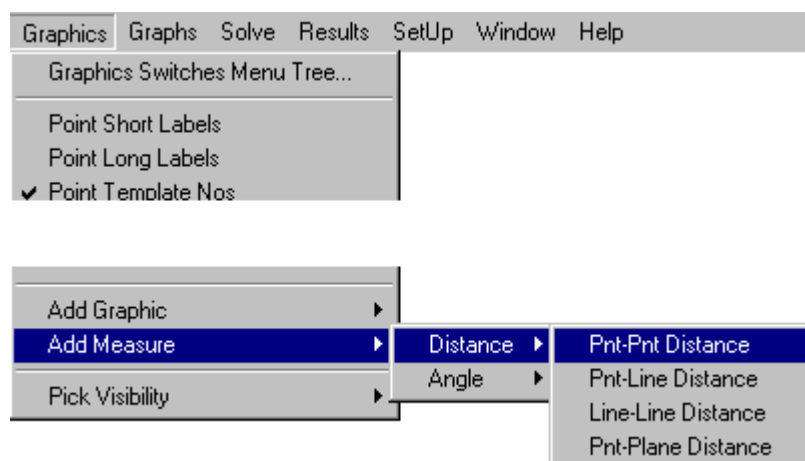 Graphics Graphs Solve Results SetUp Window Help
Graphics Switches Menu Tree...
Point Short Labels
Point Long Labels
Point Template Nos
Add Graphic
Add Measure Distance Pnt-Pnt Distance
Pick Visibility Angle Pnt-Line Distance
Line-Line Distance
Pnt-Plane Distance